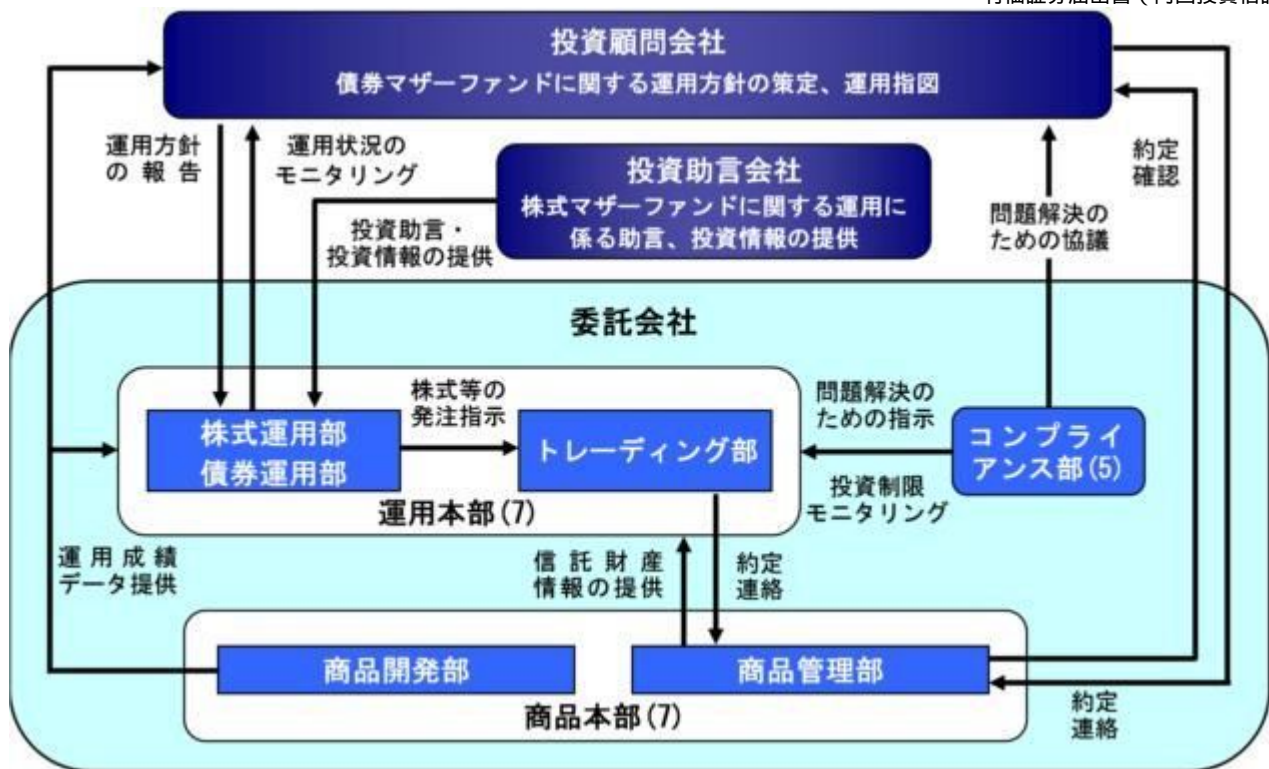 投資顧問会社
債券マザーファンドに関する運用方針の策定、運用指図
運用方針
の報告
運用状況の
モニタリング
投資助言会社
株式マザーファンドに関する運用に
係る助言、投資情報の提供
投資助言・
投資情報の提供
問題解決の
ための協議
約定
確認
委託会社
株式等の
発注指示
問題解決の
ための指示
株式運用部
債券運用部
トレーディング部
コンプライ
アンス部(5)
運用本部(7)
投資制限
モニタリング
運用成績
データ提供
信託財産
情報の提供
約定
連絡
商品開発部
商品管理部
商品本部(7)
約定
連絡